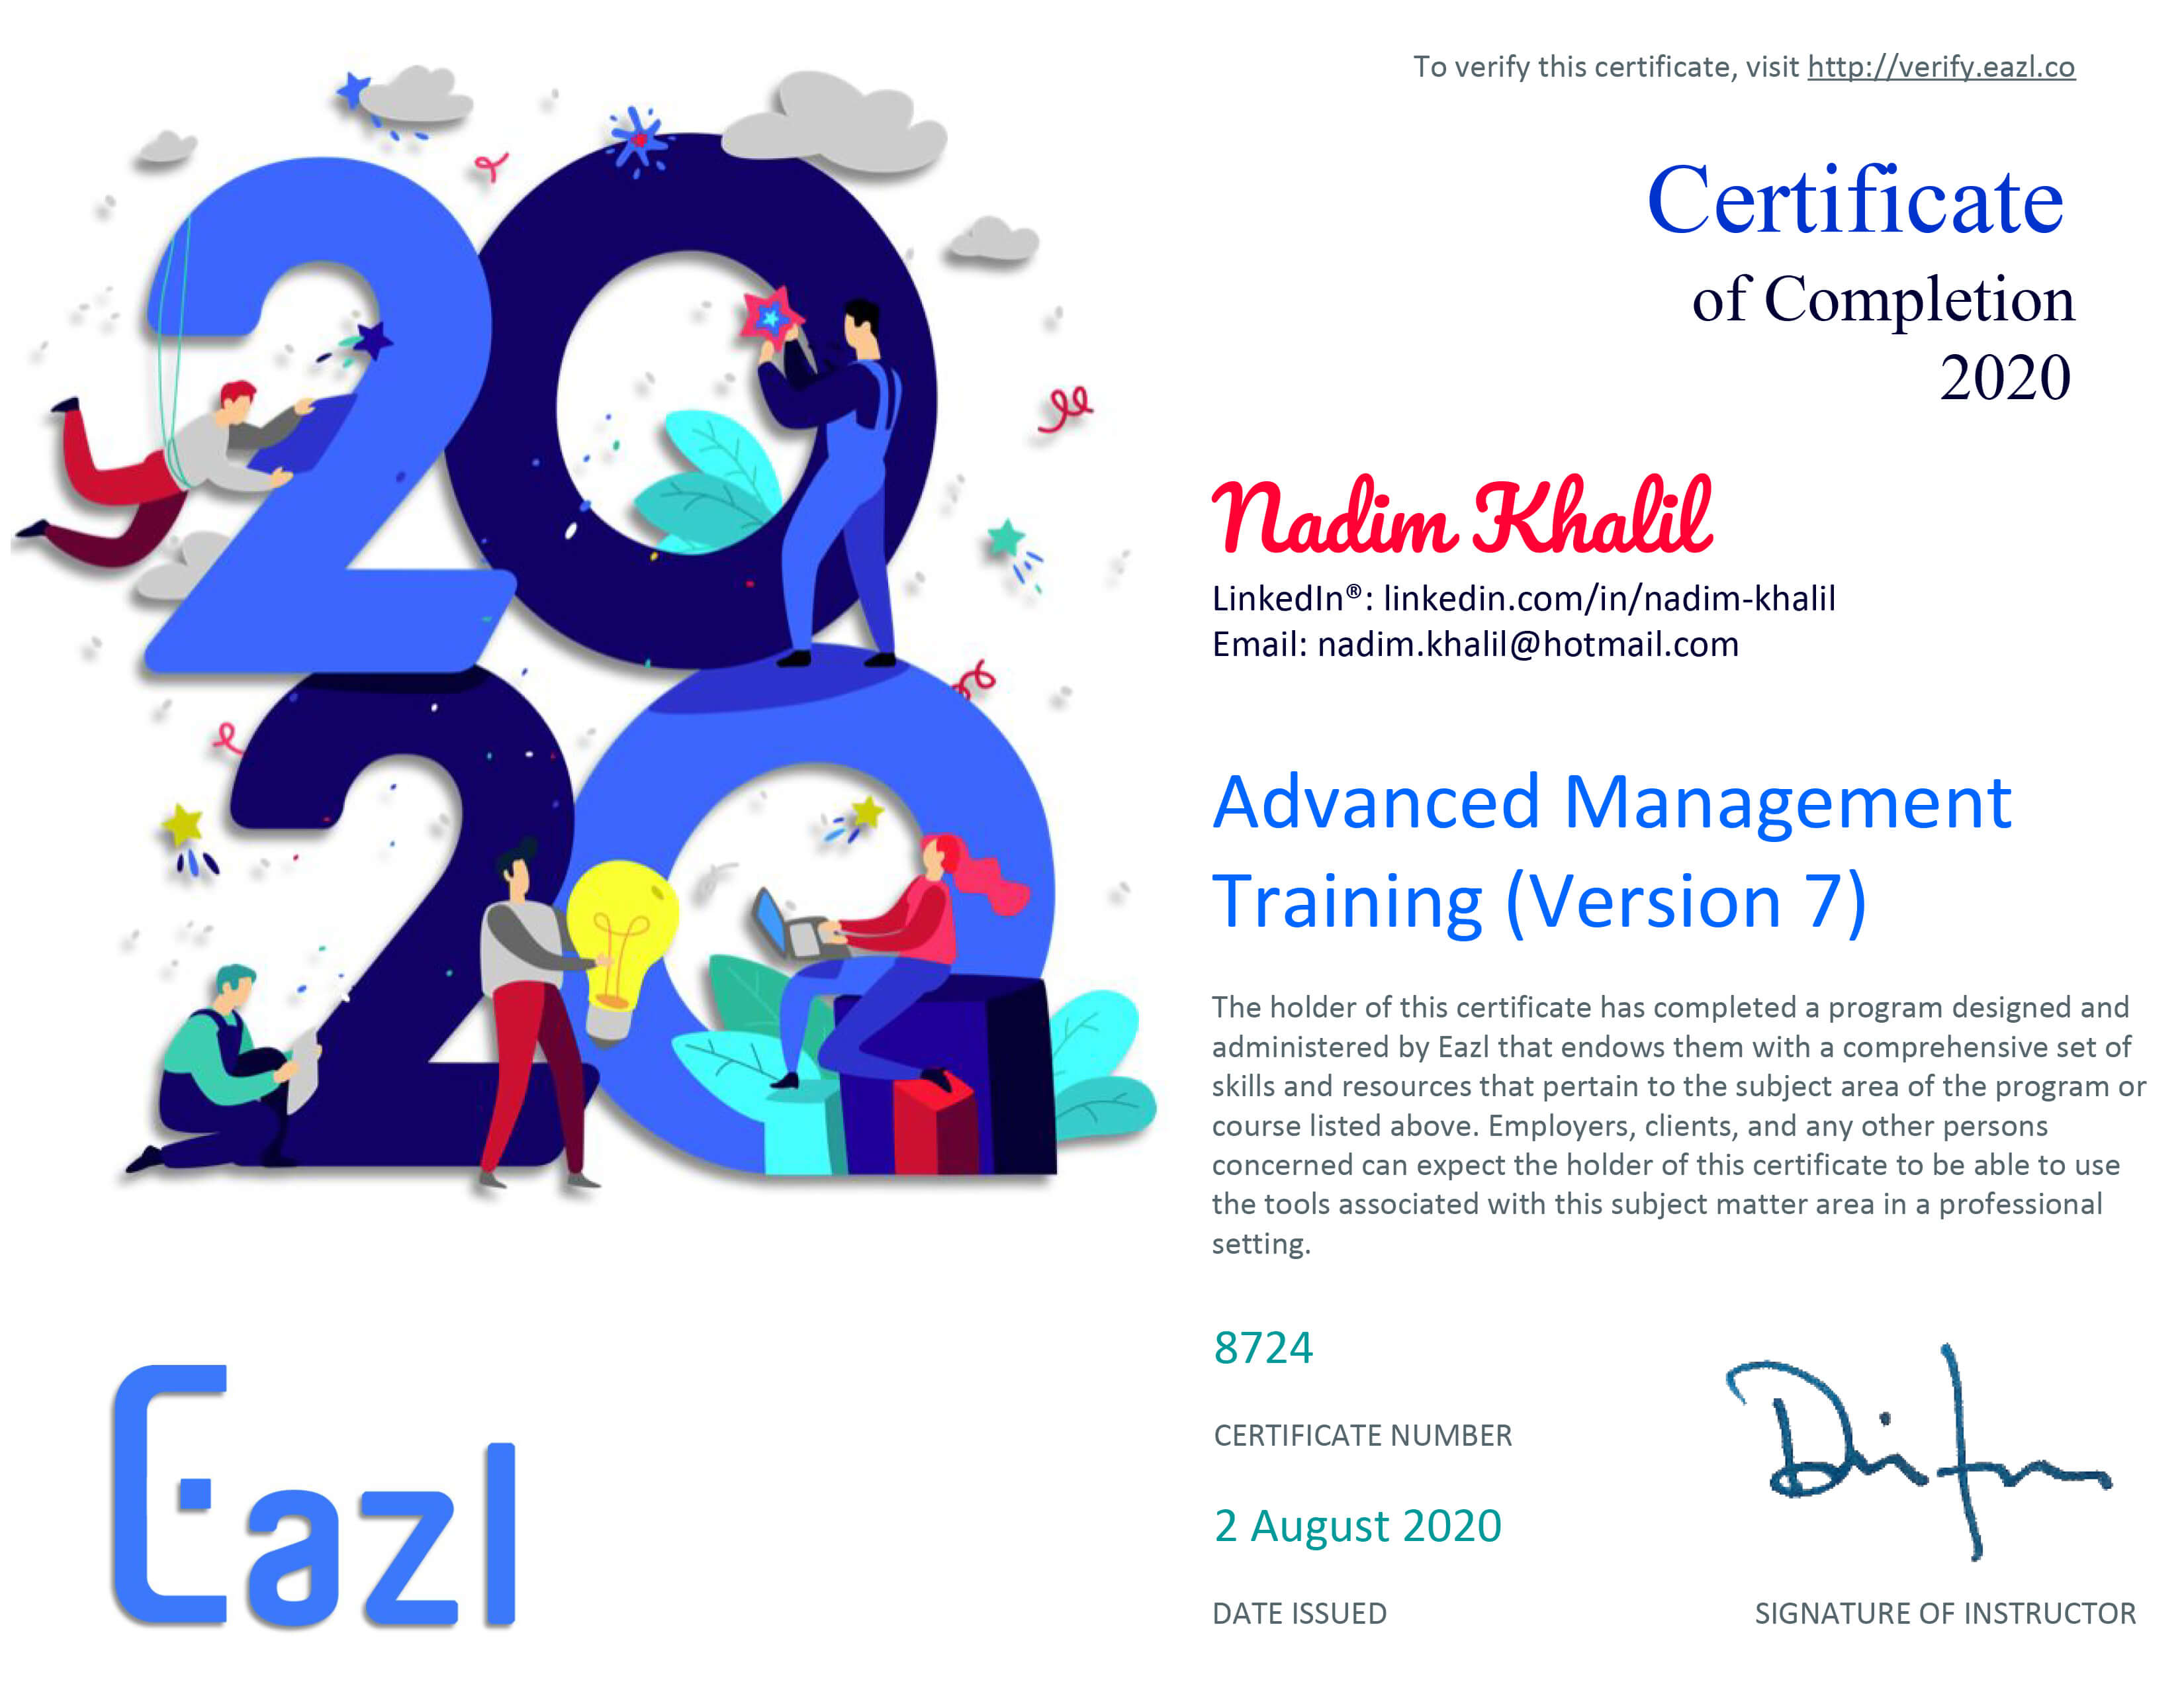 To verify this certificate, visit http://verify.eazl.co
Certificate
of Completion
2020
20
20
Nadim Khalil
LinkedIn®: linkedin.com/in/nadim-khalil
Email: nadim.khalil@hotmail.com
Advanced Management
Training (Version 7)
The holder of this certificate has completed a program designed and
administered by Eazl that endows them with a comprehensive set of
skills and resources that pertain to the subject area of the program or
course listed above. Employers, clients, and any other persons
concerned can expect the holder of this certificate to be able to use
the tools associated with this subject matter area in a professional
setting.
8724
CERTIFICATE NUMBER
2 August 2020
DATE ISSUED
SIGNATURE OF INSTRUCTOR
Eazl